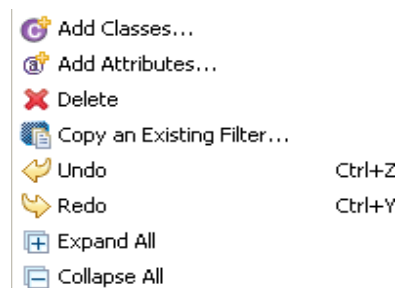 Add Classes...
Add Attributes...
Delete
Copy an Existing Filter...
Undo Ctrl+Z
Redo Ctrl+Y
Expand All
Collapse All